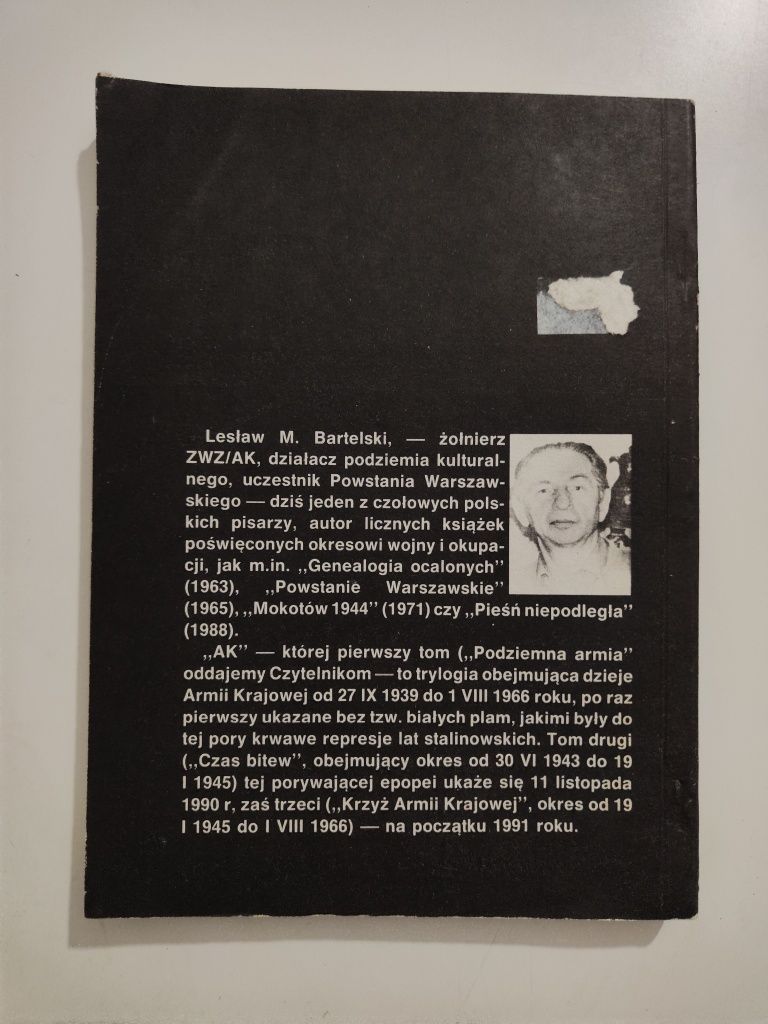 Lesław M. Bartelski, — żołnierz
ZWZ/AK, działacz podziemia kultural-
nego, uczestnik Powstania Warszaw-
skiego — dziś jeden z czołowych pols-
kich pisarzy, autor licznych książek
poświęconych okresowi wojny i okupa-
cji, jak m.in. ,,Genealogia ocalonych”
(1963), ,,Powstanie Warszawskie”
(1965), ,,Mokotów 1944” (1971) czy ,,Pieśń niepodległa”
(1988).
,,AK” — której pierwszy tom (,,Podziemna armia”
oddajemy Czytelnikom — to trylogia obejmująca dzieje
Armii Krajowej od 27 IX 1939 do 1 VIII 1966 roku, po raz
pierwszy ukazane bez tzw. białych plam, jakimi były do
tej pory krwawe represje lat stalinowskich. Tom drugi
(,,Czas bitew”, obejmujący okres od 30 VI 1943 do 19
I 1945) tej porywającej epopei ukaże się 11 listopada
1990 r, zaś trzeci (,,Krzyż Armii Krajowej”, okres od 19
I 1945 do I VIII 1966) — na początku 1991 roku.